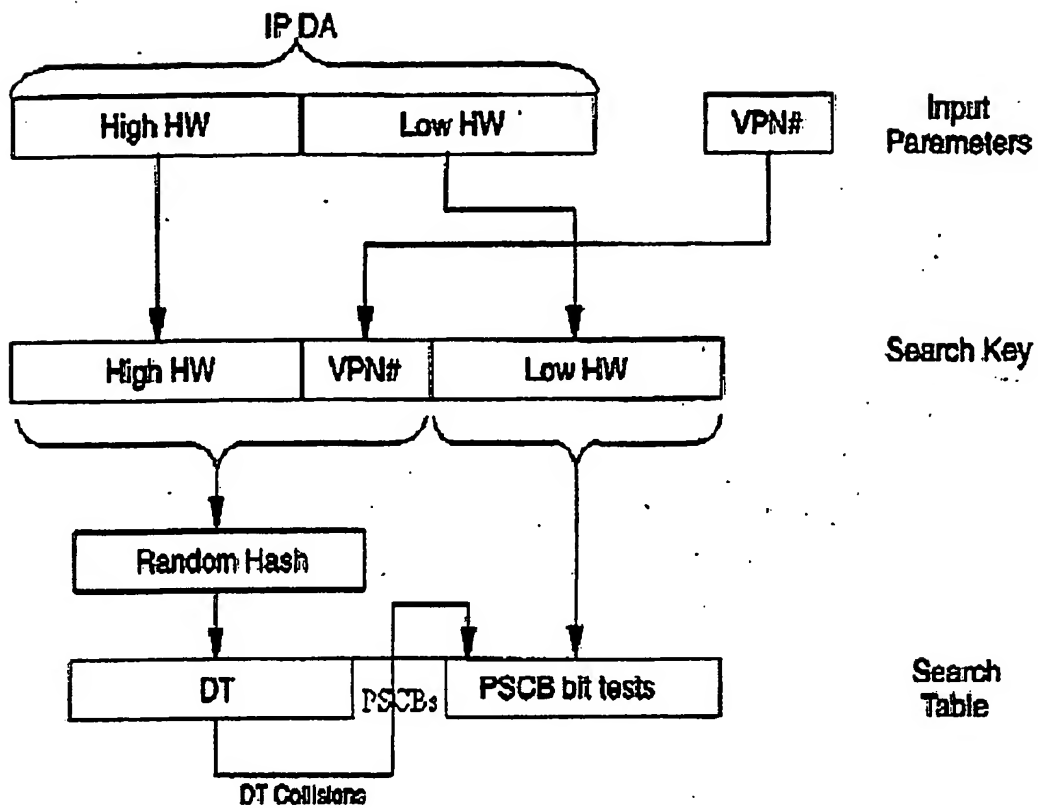 IP DA
High HW
Low HW
VPN#
Input
Parameters
High HW
VPN#
Low HW
Search Key
Random Hash
DT
PSCBs
PSCB bit tests
Search
Table
DT Collisions